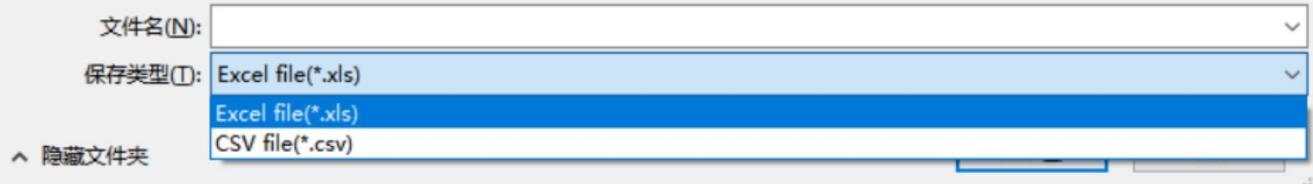 文件名(N):
保存类型(T): Excel file(*.xls)
Excel file(*.xls)
CSV file(*.csv)
隐藏文件夹